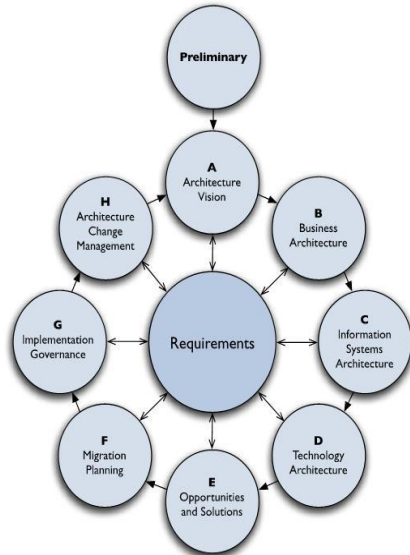 Preliminary
A
Architecture
Vision
B
Business
Architecture
C
Information
Systems
Architecture
D
Technology
Architecture
E
Opportunities
and Solutions
F
Migration
Planning
G
Implementation
Governance
H
Architecture
Change
Management
Requirements